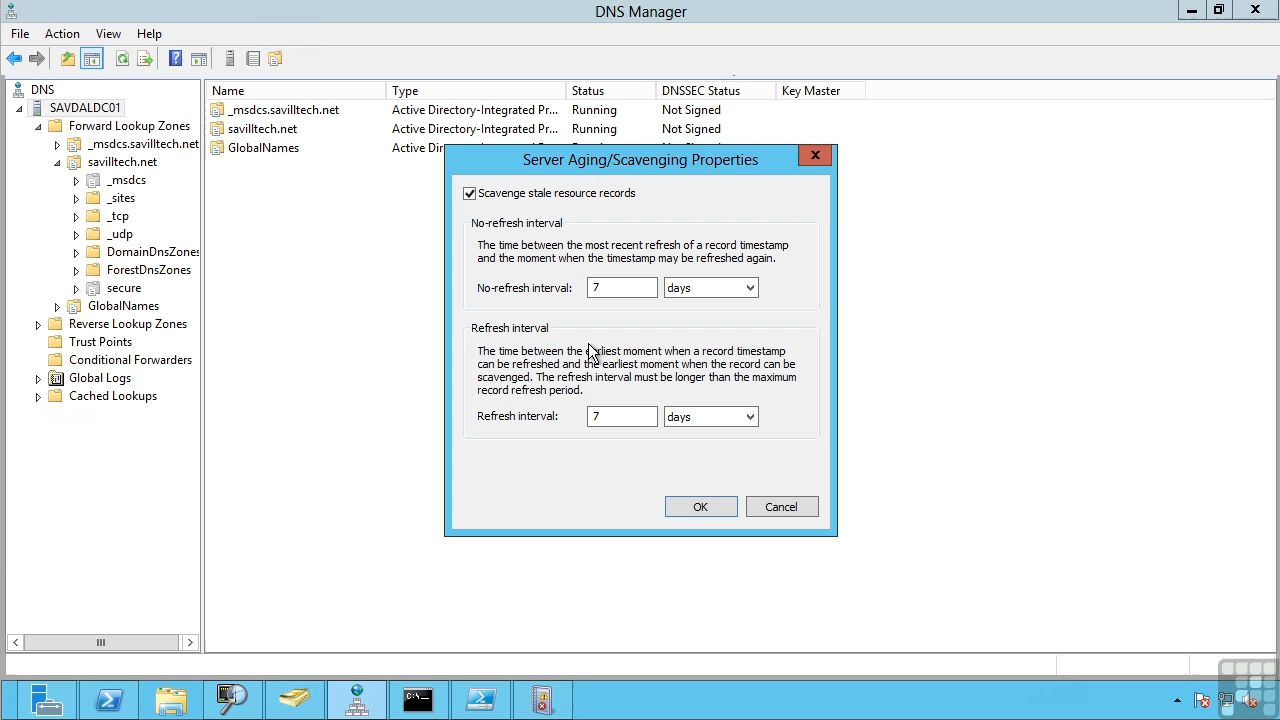 DNS Manager
File Action View Help
DNS
SAVDALDC01
Forward Lookup Zones
_msdcs.savilltech.net
savilltech.net
_msdcs
_sites
_tcp
_udp
DomainDnsZones
ForestDnsZones
secure
GlobalNames
Reverse Lookup Zones
Trust Points
Conditional Forwarders
Global Logs
Cached Lookups
Name Type Status DNSSEC Status Key Master
_msdcs.savilltech.net Active Directory-Integrated Pr... Running Not Signed
savilltech.net Active Directory-Integrated Pr... Running Not Signed
GlobalNames Active Dir
Server Aging/Scavenging Properties
Scavenge stale resource records
No-refresh interval
The time between the most recent refresh of a record timestamp
and the moment when the timestamp may be refreshed again.
No-refresh interval: 7 days
Refresh interval
The time between the earliest moment when a record timestamp
can be refreshed and the earliest moment when the record can be
scavenged. The refresh interval must be longer than the maximum
record refresh period.
Refresh interval: 7 days
OK Cancel